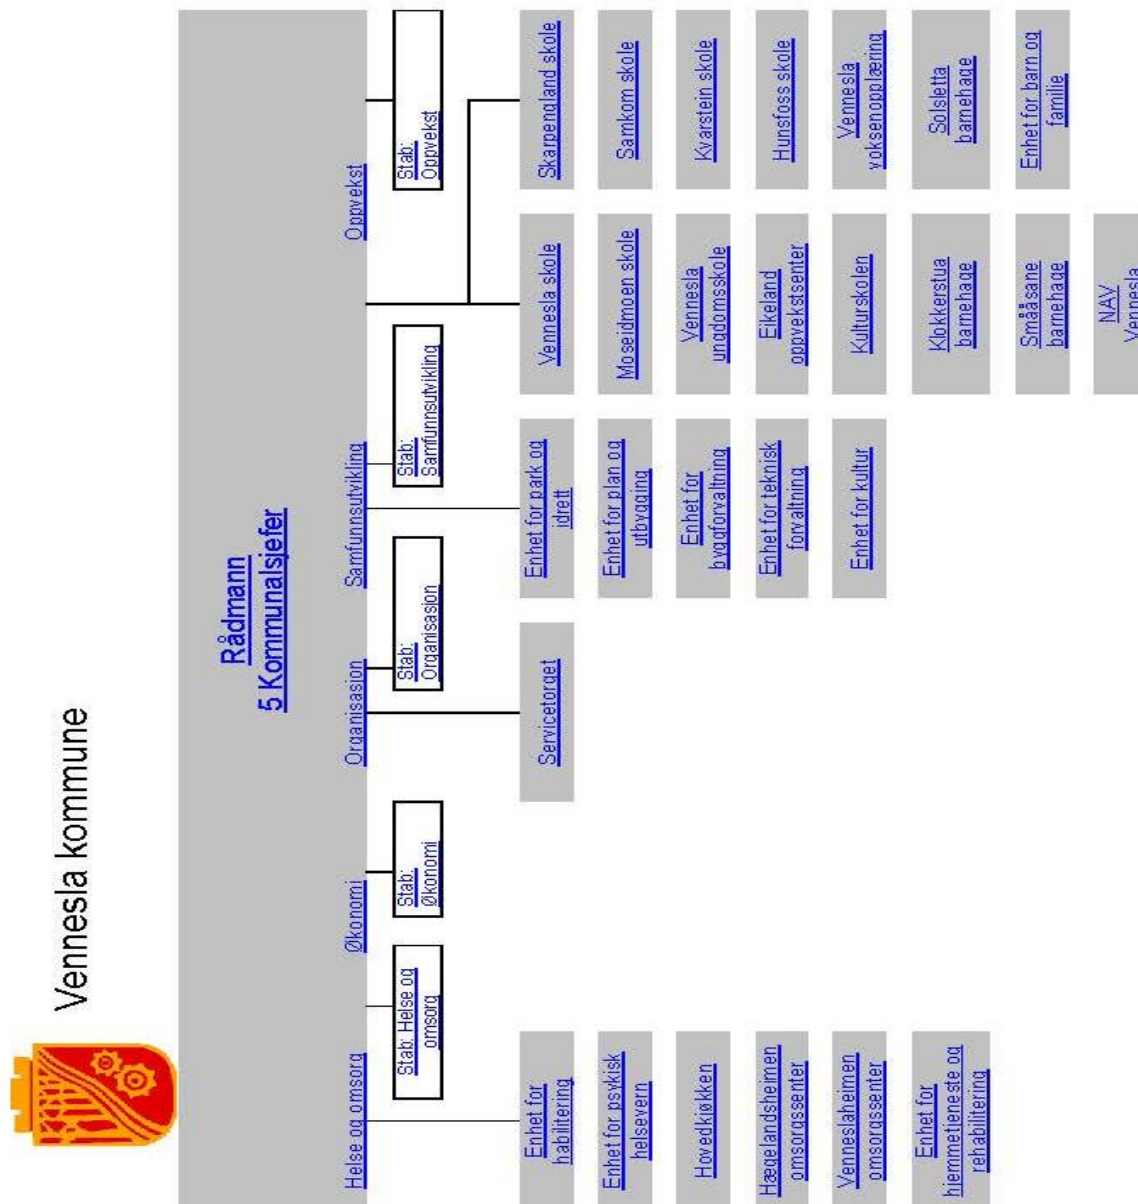 Vennesla kommune
Rådmann
5 Kommunalsjefer
Helse og omsorg
Økonomi
Organisasjon
Samfunnsutvikling
Oppvekst
Stab: Helse og
omsorg
Stab:
Økonomi
Stab:
Organisasjon
Stab:
Samfunnsutvikling
Stab:
Oppvekst
Enhet for
habilitering
Enhet for psykisk
helsevern
Hovedkjøkken
Hægelandsheimen
omsorgssenter
Venneslaheimen
omsorgssenter
Enhet for
hjemmetjeneste og
rehabilitering
Servicetorget
Enhet for park og
idrett
Enhet for plan og
utbygging
Enhet for
byggforvaltning
Enhet for teknisk
forvaltning
Enhet for kultur
Vennesla skole
Moseidmoen skole
Vennesla
ungdomsskole
Eikeland
oppvekstsenter
Kulturskolen
Klokkerstua
barnehage
Smååsane
barnehage
NAV
Vennesla
Skarpengland skole
Samkom skole
Kvarstein skole
Hunsfoss skole
Vennesla
voksenopplæring
Solsletta
barnehage
Enhet for barn og
familie